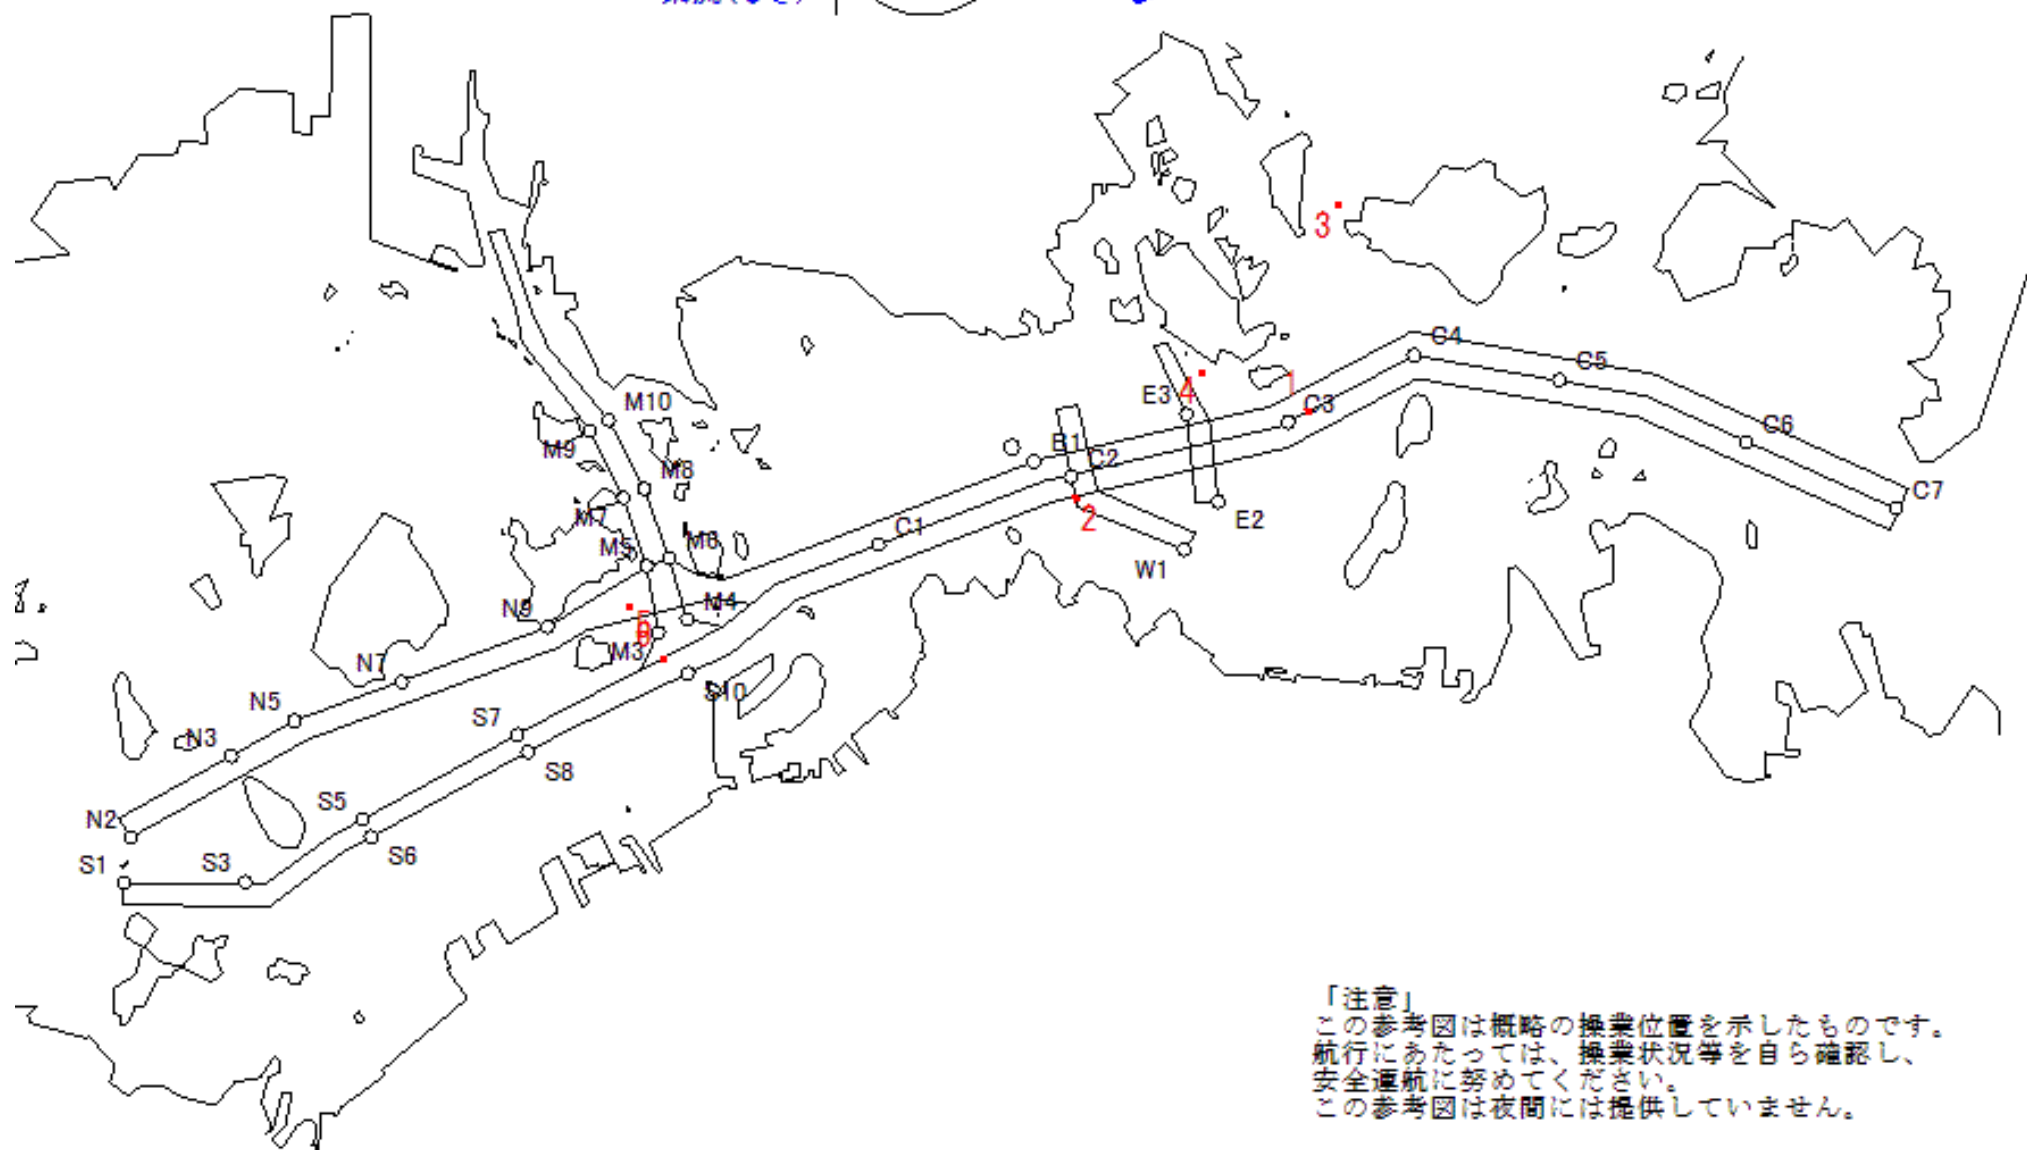 C4
C5
3
4
1
E3
C3
M10
C6
B1
C2
M9
M8
C7
E2
2
M7
C1
M5
M6
W1
N9
M4
M3
N7
S10
N5
S7
N3
S8
S5
N2
S6
S1
S3
「注意」
この参考図は概略の操業位置を示したものです。
航行にあたっては、操業状況等を自ら確認し、
安全運航に努めてください。
この参考図は夜間には提供していません。